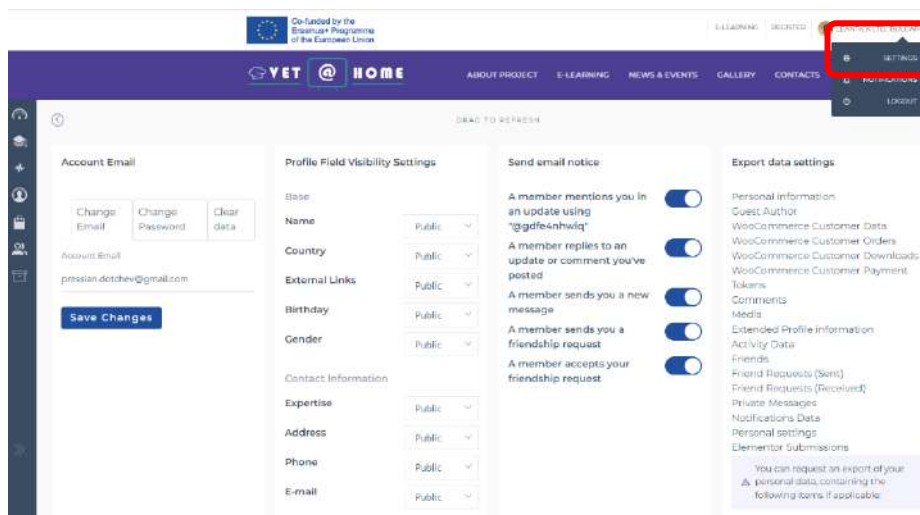 Co-funded by the
Erasmus+ Programme
of the European Union
E-LEARNING
VET @ HOME
ABOUT PROJECT
E-LEARNING
NEWS & EVENTS
GALLERY
CONTACTS
SETTINGS
NOTIFICATIONS
LOGOUT
DRAG TO REFRESH
Account Email
Change Email
Change Password
Clear data
Account Email
pressian.dotchev@gmail.com
Save Changes
Profile Field Visibility Settings
Base
Name Public
Country Public
External Links Public
Birthday Public
Gender Public
Contact Information
Expertise Public
Address Public
Phone Public
E-mail Public
Send email notice
A member mentions you in
an update using
"@gdfe4nhwiq"
A member replies to an
update or comment you've
posted
A member sends you a new
message
A member sends you a
friendship request
A member accepts your
friendship request
Export data settings
Personal information
Guest Author
WooCommerce Customer Data
WooCommerce Customer Orders
WooCommerce Customer Downloads
WooCommerce Customer Payment
Tokens
Comments
Media
Extended Profile information
Activity Data
Friends
Friend Requests (Sent)
Friend Requests (Received)
Private Messages
Notifications Data
Personal settings
Elementor Submissions
You can request an export of your
personal data, containing the
following items if applicable: